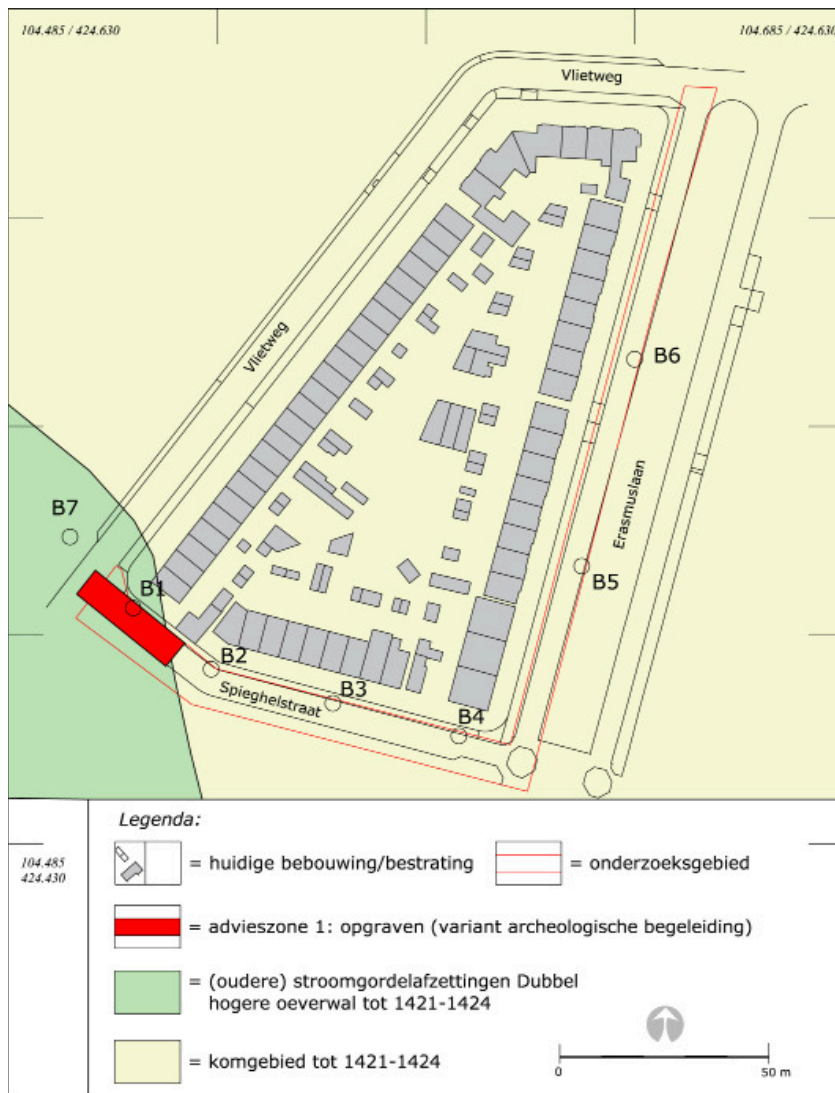 104.485 / 424.630
104.685 / 424.630
Vlietweg
Vlietweg
B6
Erasmuslaan
B7
B5
B1
B2
Spieghelstraat
B3
B4
Legenda:
104.485
424.430
= huidige bebouwing/bestrating
= onderzoeksgebied
= advieszone 1: opgraven (variant archeologische begeleiding)
= (oudere) stroomgordelafzettingen Dubbel
hogere oeverwal tot 1421-1424
= komgebied tot 1421-1424
0
50 m